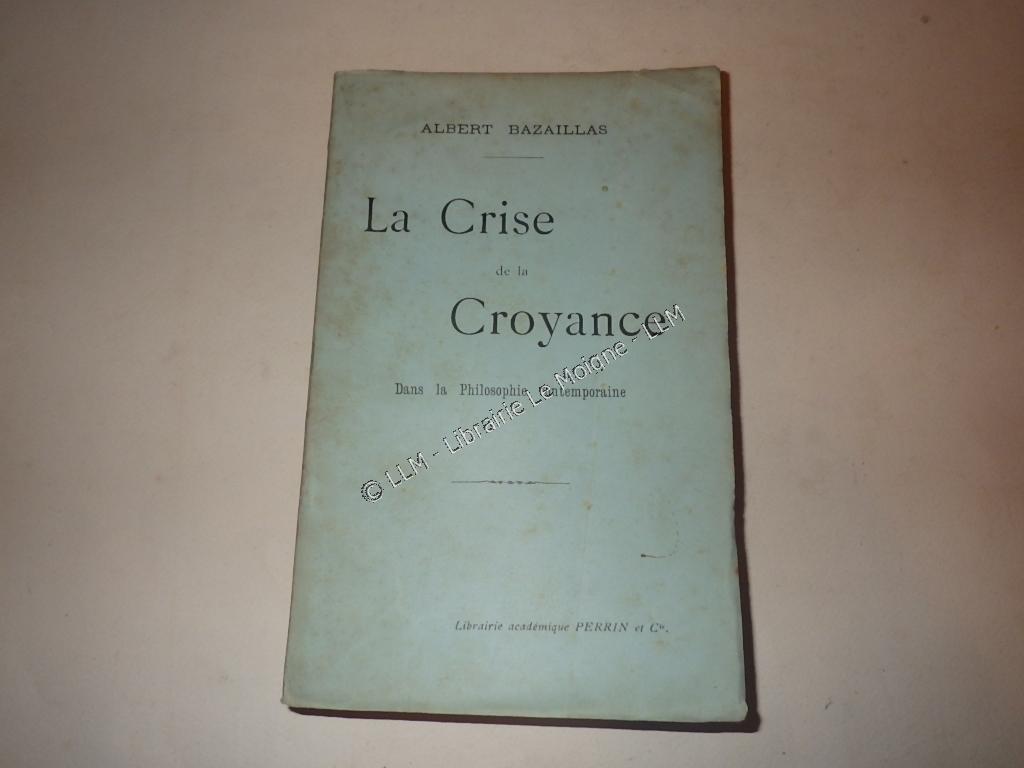 ALBERT BAZAILLAS
La Crise
de la
Croyance
Dans la Philosophie Contemporaine
© LLM - Librairie Le Moigne - LLM
Librairie académique PERRIN et Cie.